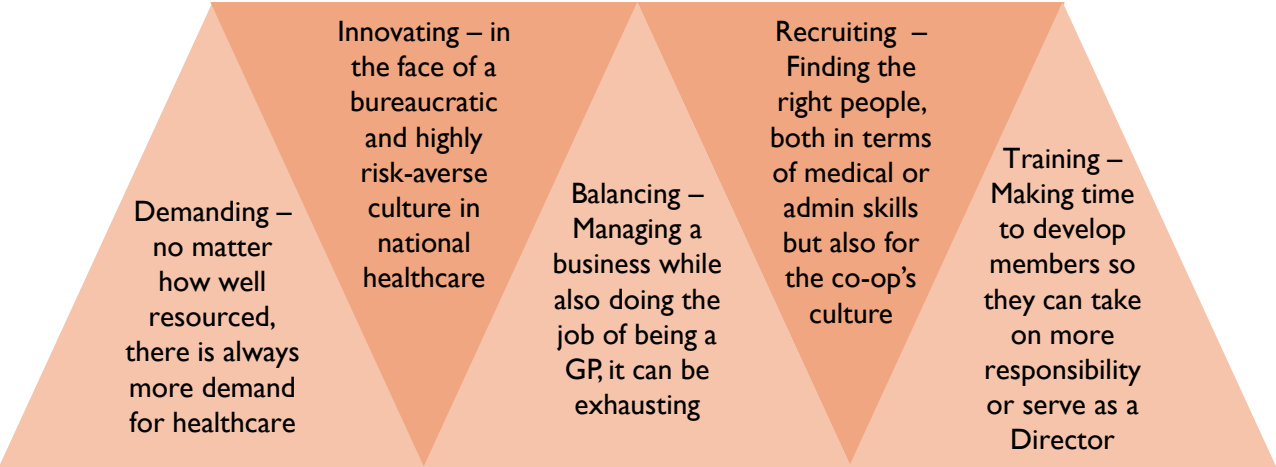 Demanding –
no matter
how well
resourced,
there is always
more demand
for healthcare
Innovating – in
the face of a
bureaucratic
and highly
risk-averse
culture in
national
healthcare
Balancing –
Managing a
business while
also doing the
job of being a
GP, it can be
exhausting
Recruiting –
Finding the
right people,
both in terms
of medical or
admin skills
but also for
the co-op’s
culture
Training –
Making time
to develop
members so
they can take
on more
responsibility
or serve as a
Director